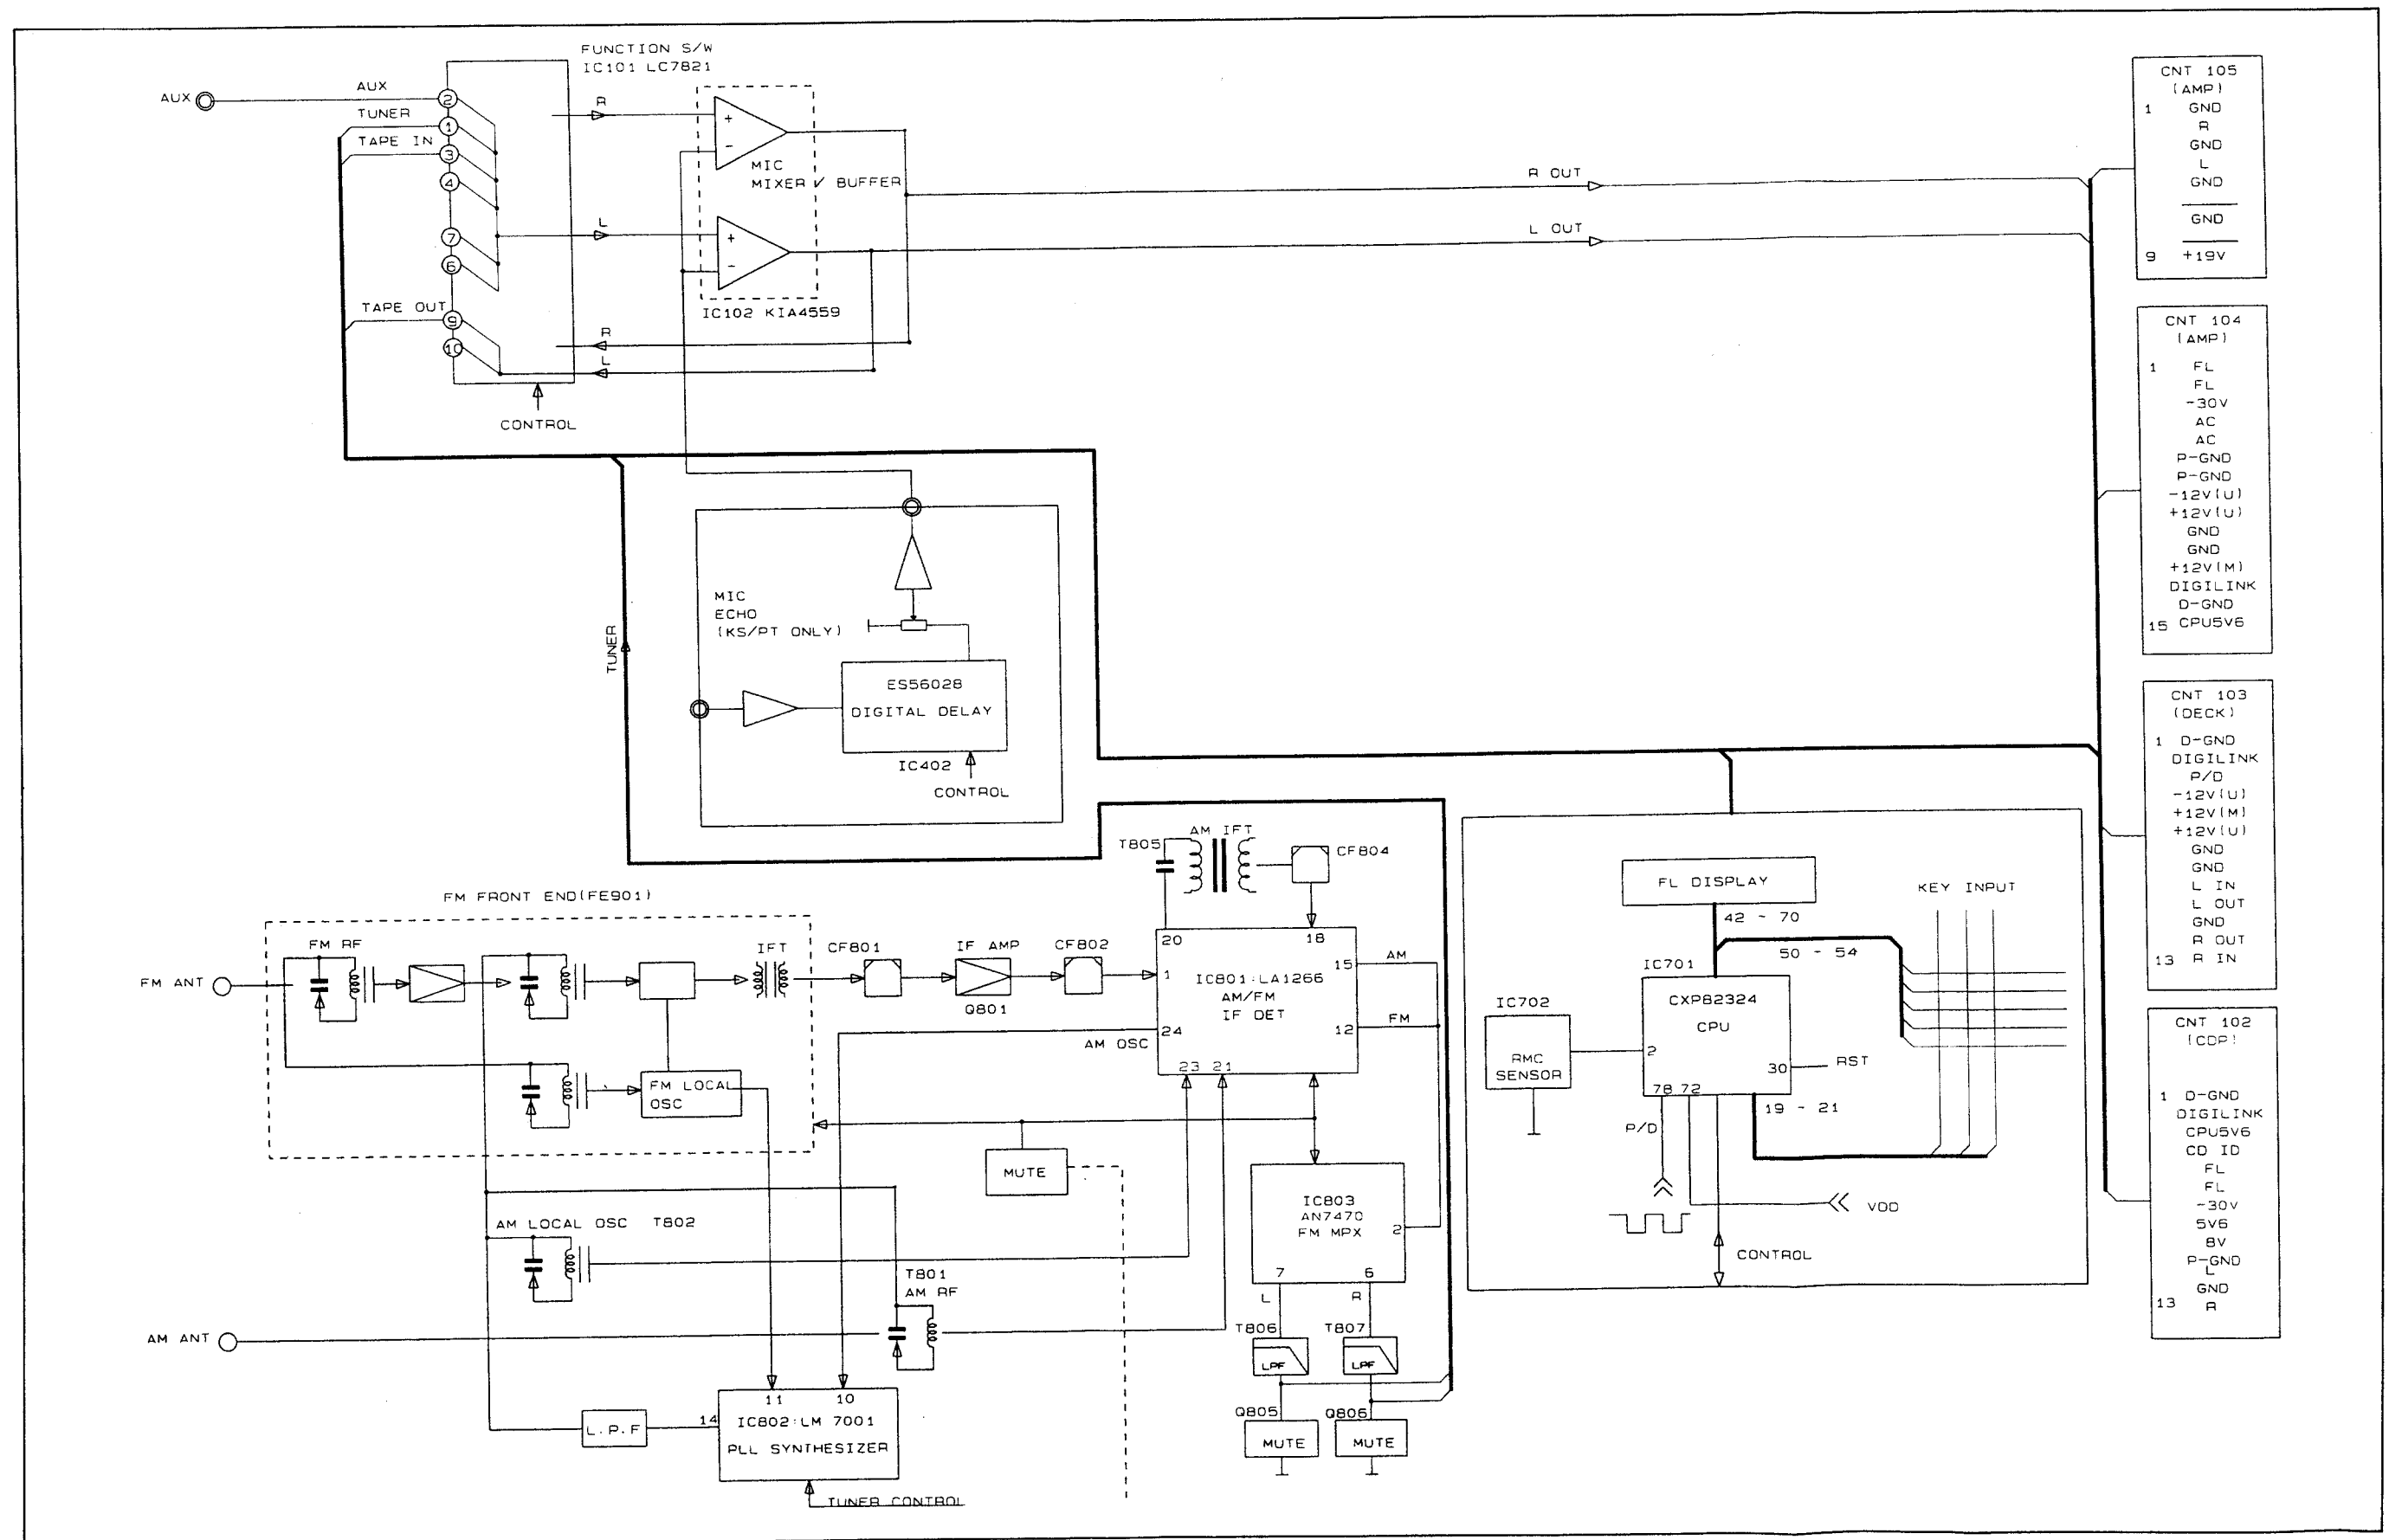 FUNCTION S/W
IC101 LC7821
AUX
AUX
TUNER
TAPE IN
2
1
3
4
7
6
TAPE OUT
9
10
CONTROL
R
L
R
L
+
-
MIC
MIXER / BUFFER
+
-
IC102 KIA4559
R OUT
L OUT
CNT 105
(AMP)
1 GND
R
GND
L
GND
GND
9 +19V
CNT 104
(AMP)
1 FL
FL
-30V
AC
AC
P-GND
P-GND
-12V(U)
+12V(U)
GND
GND
+12V(M)
DIGILINK
D-GND
15 CPU5V6
CNT 103
(DECK)
1 D-GND
DIGILINK
P/D
-12V(U)
+12V(M)
+12V(U)
GND
GND
L IN
L OUT
GND
R OUT
13 R IN
CNT 102
(CDP)
1 D-GND
DIGILINK
CPU5V6
CD ID
FL
FL
-30V
5V6
8V
P-GND
L
GND
13 R
TUNER
MIC
ECHO
(KS/PT ONLY)
ES56028
DIGITAL DELAY
IC402
CONTROL
FM FRONT END(FE901)
FM RF
FM ANT
IFT
CF801
IF AMP
Q801
CF802
FM LOCAL
OSC
T805
AM IFT
CF804
20
18
1
15
AM
IC801:LA1266
AM/FM
IF DET
24
12
FM
AM OSC
23 21
MUTE
IC803
AN7470
FM MPX
2
7
6
L
R
T806
T807
LPF
LPF
Q805
Q806
MUTE
MUTE
AM LOCAL OSC T802
T801
AM RF
AM ANT
11
10
14
IC802:LM 7001
PLL SYNTHESIZER
L.P.F
TUNER CONTROL
FL DISPLAY
KEY INPUT
42 - 70
50 - 54
IC701
CXP82324
CPU
IC702
RMC
SENSOR
2
30
RST
78 72
19 - 21
P/D
VDD
CONTROL